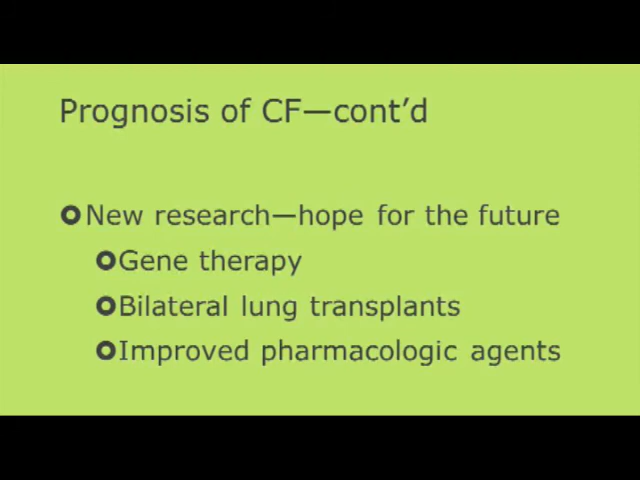 Prognosis of CF—cont'd
New research—hope for the future
Gene therapy
Bilateral lung transplants
Improved pharmacologic agents